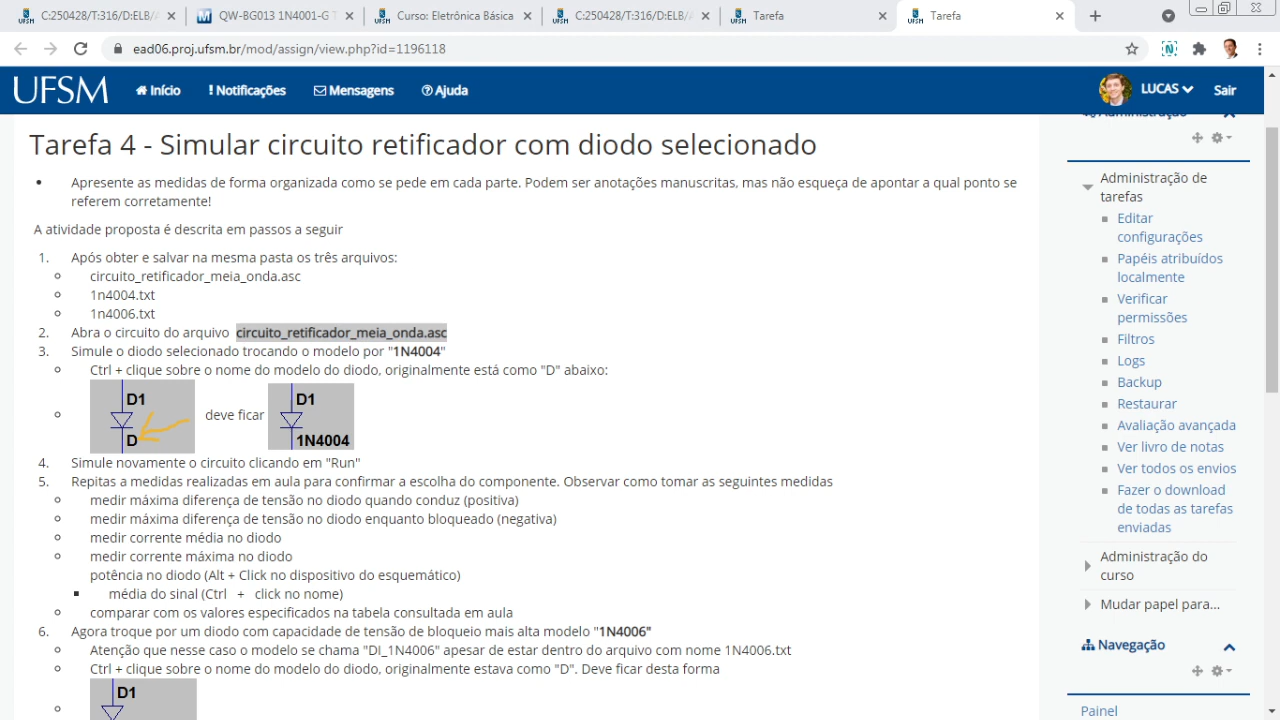 C:250428/T:316/D:ELB/
QW-BG013 1N4001-G T
Curso: Eletrônica Básica
C:250428/T:316/D:ELB/
Tarefa
Tarefa
ead06.proj.ufsm.br/mod/assign/view.php?id=1196118
UFSM
Início
Notificações
Mensagens
Ajuda
LUCAS
Sair
Administração
Tarefa 4 - Simular circuito retificador com diodo selecionado
Apresente as medidas de forma organizada como se pede em cada parte. Podem ser anotações manuscritas, mas não esqueça de apontar a qual ponto se
referem corretamente!
A atividade proposta é descrita em passos a seguir
1. Após obter e salvar na mesma pasta os três arquivos:
circuito_retificador_meia_onda.asc
1n4004.txt
1n4006.txt
2. Abra o circuito do arquivo circuito_retificador_meia_onda.asc
3. Simule o diodo selecionado trocando o modelo por "1N4004"
Ctrl + clique sobre o nome do modelo do diodo, originalmente está como "D" abaixo:
D1
D
deve ficar
D1
1N4004
4. Simule novamente o circuito clicando em "Run"
5. Repitas a medidas realizadas em aula para confirmar a escolha do componente. Observar como tomar as seguintes medidas
medir máxima diferença de tensão no diodo quando conduz (positiva)
medir máxima diferença de tensão no diodo enquanto bloqueado (negativa)
medir corrente média no diodo
medir corrente máxima no diodo
potência no diodo (Alt + Click no dispositivo do esquemático)
média do sinal (Ctrl + click no nome)
comparar com os valores especificados na tabela consultada em aula
6. Agora troque por um diodo com capacidade de tensão de bloqueio mais alta modelo "1N4006"
Atenção que nesse caso o modelo se chama "DI_1N4006" apesar de estar dentro do arquivo com nome 1N4006.txt
Ctrl + clique sobre o nome do modelo do diodo, originalmente estava como "D". Deve ficar desta forma
D1
Administração de
tarefas
Editar
configurações
Papéis atribuídos
localmente
Verificar
permissões
Filtros
Logs
Backup
Restaurar
Avaliação avançada
Ver livro de notas
Ver todos os envios
Fazer o download
de todas as tarefas
enviadas
Administração do
curso
Mudar papel para...
Navegação
Painel